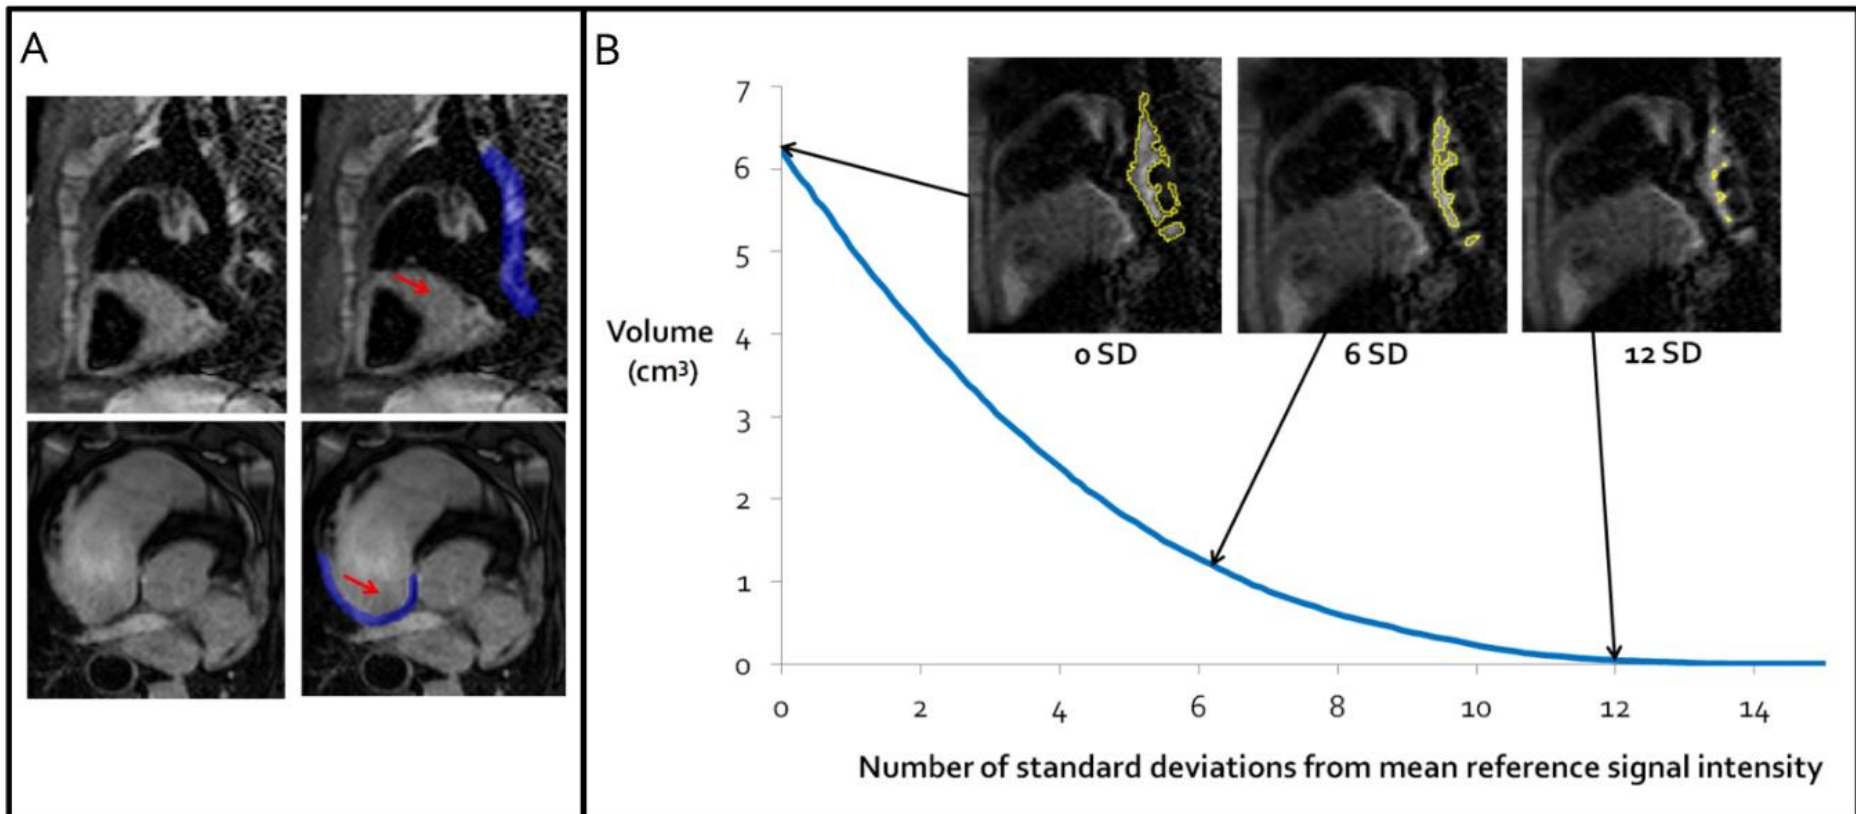 A
B
7
6
5
4
3
2
1
0
Volume
(cm³)
0 SD
6 SD
12 SD
0 2 4 6 8 10 12 14
Number of standard deviations from mean reference signal intensity